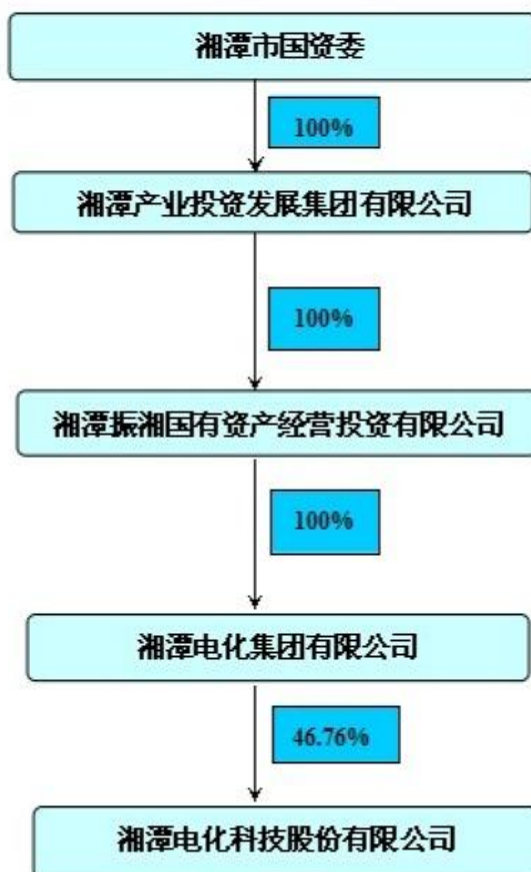 湘潭市国资委
100%
湘潭产业投资发展集团有限公司
100%
湘潭振湘国有资产经营投资有限公司
100%
湘潭电化集团有限公司
46.76%
湘潭电化科技股份有限公司